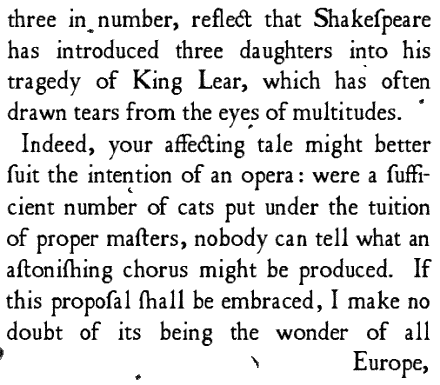 three in number, reflect that Shakeſpeare
has introduced three daughters into his
tragedy of King Lear, which has often
drawn tears from the eyes of multitudes.
Indeed, your affecting tale might better
ſuit the intention of an opera: were a ſuffi-
cient number of cats put under the tuition
of proper maſters, nobody can tell what an
aſtoniſhing chorus might be produced. If
this propoſal ſhall be embraced, I make no
doubt of its being the wonder of all
Europe,